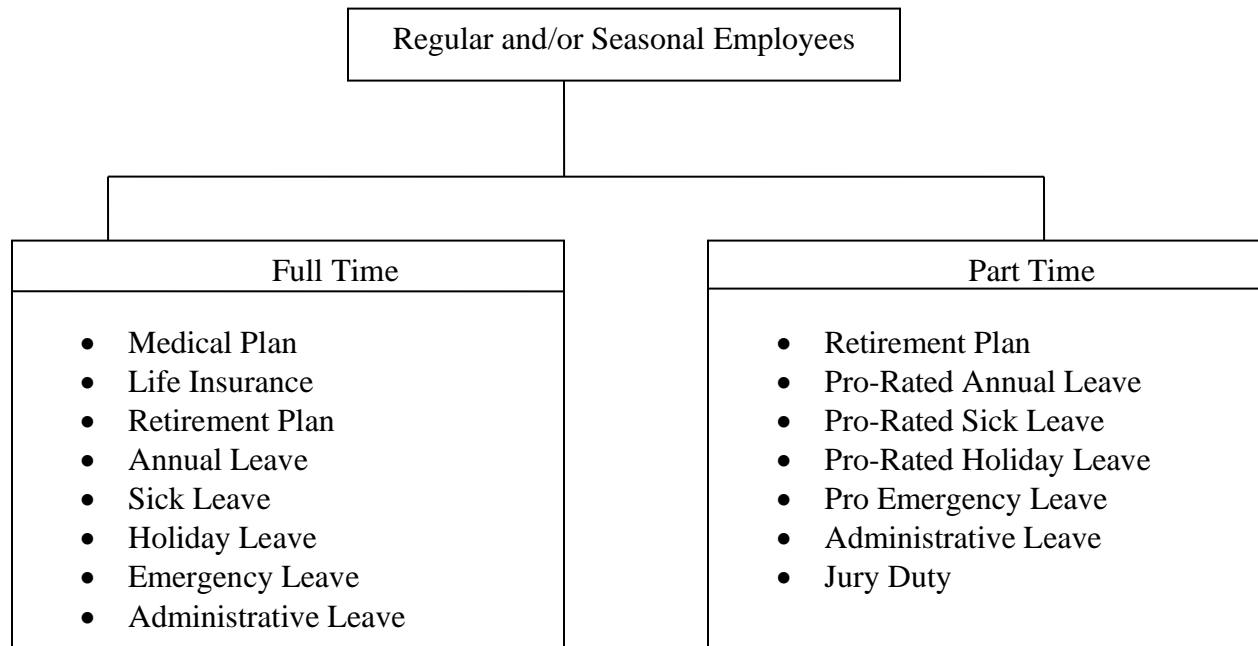 Regular and/or Seasonal Employees
Full Time
• Medical Plan
• Life Insurance
• Retirement Plan
• Annual Leave
• Sick Leave
• Holiday Leave
• Emergency Leave
• Administrative Leave
Part Time
• Retirement Plan
• Pro-Rated Annual Leave
• Pro-Rated Sick Leave
• Pro-Rated Holiday Leave
• Pro Emergency Leave
• Administrative Leave
• Jury Duty